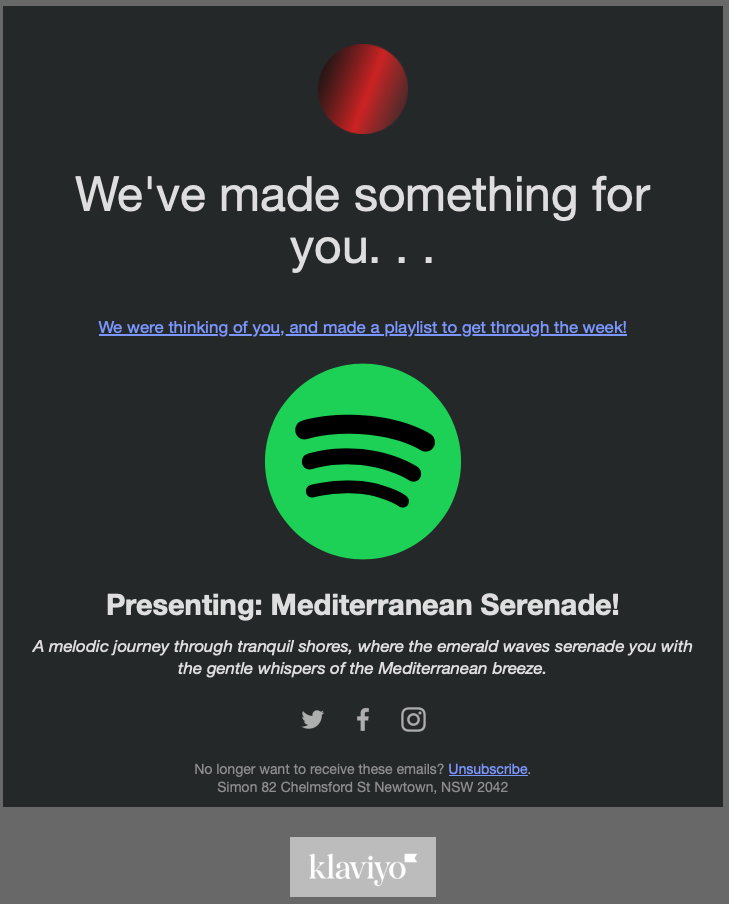 We've made something for
you. . .
We were thinking of you, and made a playlist to get through the week!
Presenting: Mediterranean Serenade!
A melodic journey through tranquil shores, where the emerald waves serenade you with
the gentle whispers of the Mediterranean breeze.
No longer want to receive these emails? Unsubscribe.
Simon 82 Chelmsford St Newtown, NSW 2042
klaviyo